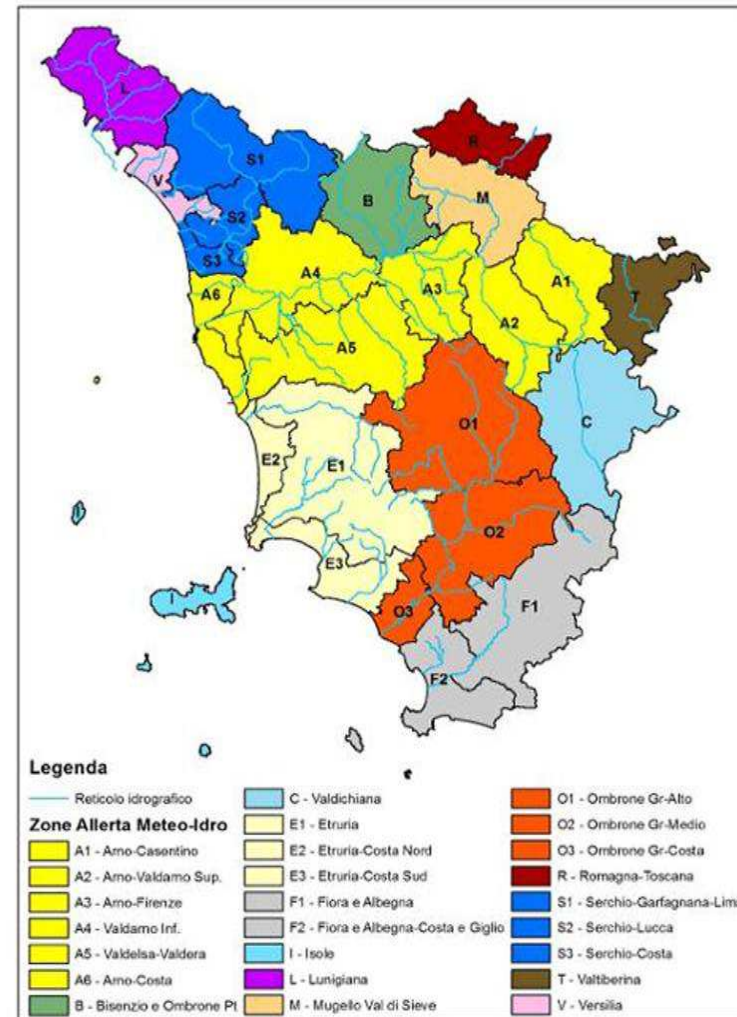 L
R
S1
V
B
M
S2
S3
A4
A1
A3
A6
T
A2
A5
O1
C
E2
E1
O2
E3
I
F1
O3
F2
Legenda
Reticolo idrografico
Zone Allerta Meteo-Idro
A1 - Arno-Casentino
A2 - Arno-Valdarno Sup.
A3 - Arno-Firenze
A4 - Valdarno Inf.
A5 - Valdelsa-Valdera
A6 - Arno-Costa
B - Bisenzio e Ombrone Pt
C - Valdichiana
E1 - Etruria
E2 - Etruria-Costa Nord
E3 - Etruria-Costa Sud
F1 - Fiora e Albegna
F2 - Fiora e Albegna-Costa e Giglio
I - Isole
L - Lunigiana
M - Mugello Val di Sieve
O1 - Ombrone Gr-Alto
O2 - Ombrone Gr-Medio
O3 - Ombrone Gr-Costa
R - Romagna-Toscana
S1 - Serchio-Garfagnana-Lima
S2 - Serchio-Lucca
S3 - Serchio-Costa
T - Valtiberina
V - Versilia